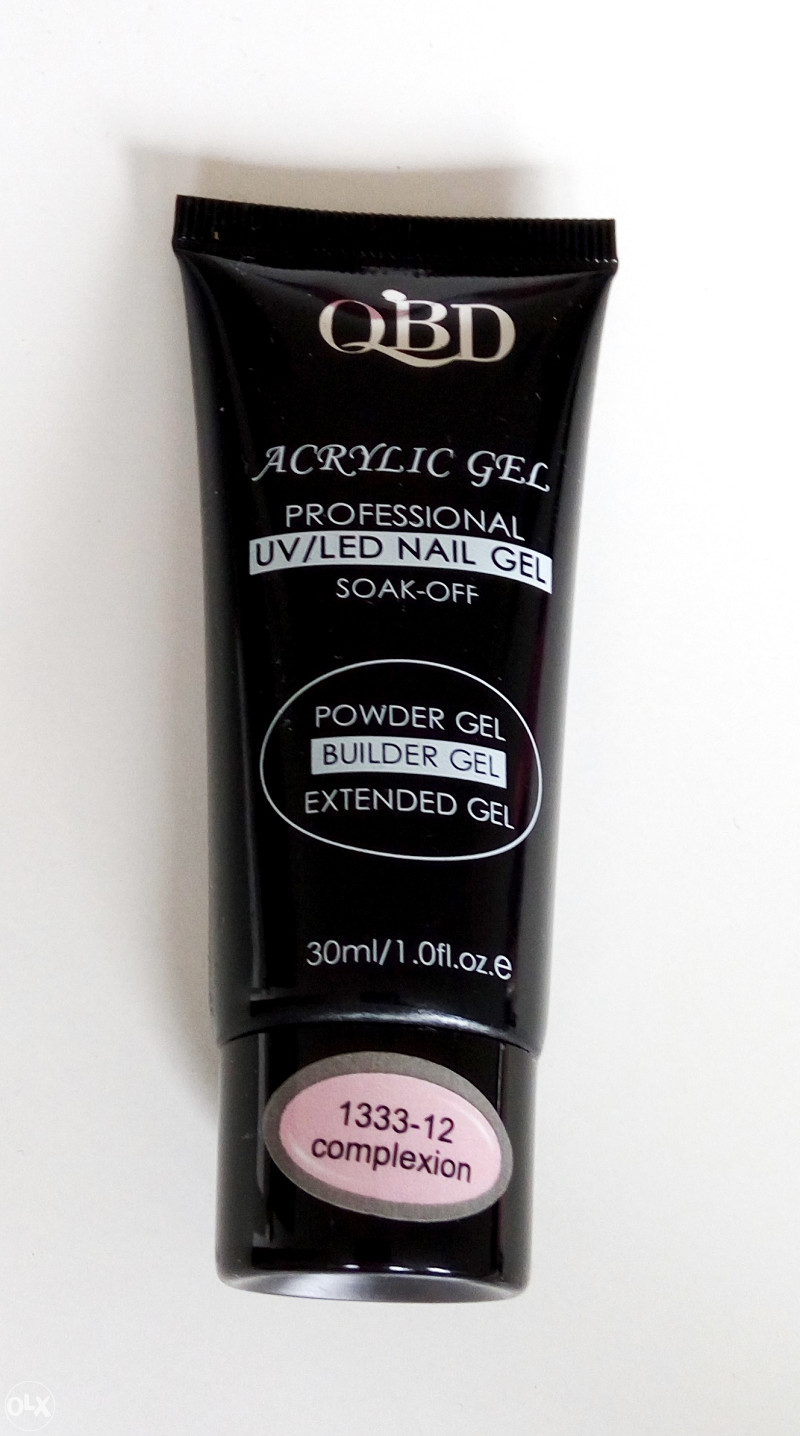 QBD
ACRYLIC GEL
PROFESSIONAL
UV/LED NAIL GEL
SOAK-OFF
POWDER GEL
BUILDER GEL
EXTENDED GEL
30ml/1.0fl.oz.e
1333-12
complexion
OLX